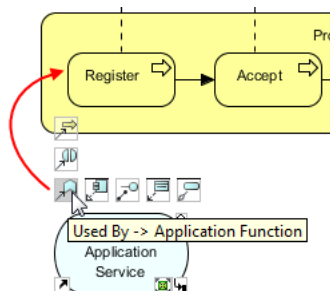 Pro
Register
Accept
Used By -> Application Function
Application
Service